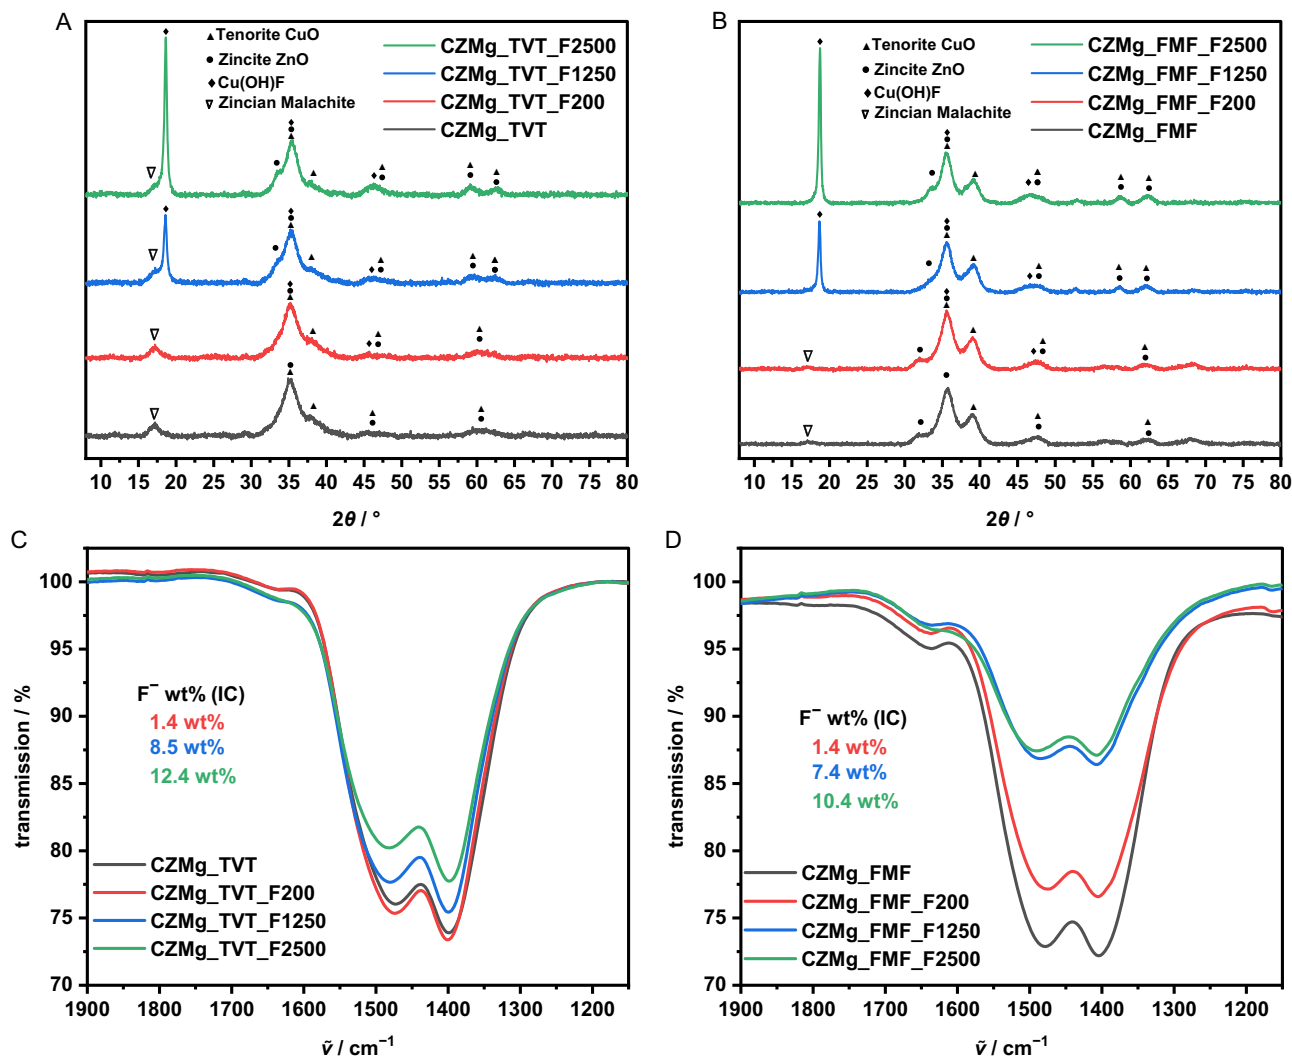 A
▲Tenorite CuO
● Zincite ZnO
♦Cu(OH)F
▽ Zincian Malachite
CZMg_TVT_F2500
CZMg_TVT_F1250
CZMg_TVT_F200
CZMg_TVT
10 15 20 25 30 35 40 45 50 55 60 65 70 75 80
2θ / °
B
▲Tenorite CuO
● Zincite ZnO
♦ Cu(OH)F
▽ Zincian Malachite
CZMg_FMF_F2500
CZMg_FMF_F1250
CZMg_FMF_F200
CZMg_FMF
10 15 20 25 30 35 40 45 50 55 60 65 70 75 80
2θ / °
C
transmission / %
100
95
90
85
80
75
70
F⁻ wt% (IC)
1.4 wt%
8.5 wt%
12.4 wt%
CZMg_TVT
CZMg_TVT_F200
CZMg_TVT_F1250
CZMg_TVT_F2500
1900 1800 1700 1600 1500 1400 1300 1200
ṽ / cm⁻¹
D
transmission / %
100
95
90
85
80
75
70
F⁻ wt% (IC)
1.4 wt%
7.4 wt%
10.4 wt%
CZMg_FMF
CZMg_FMF_F200
CZMg_FMF_F1250
CZMg_FMF_F2500
1900 1800 1700 1600 1500 1400 1300 1200
ṽ / cm⁻¹